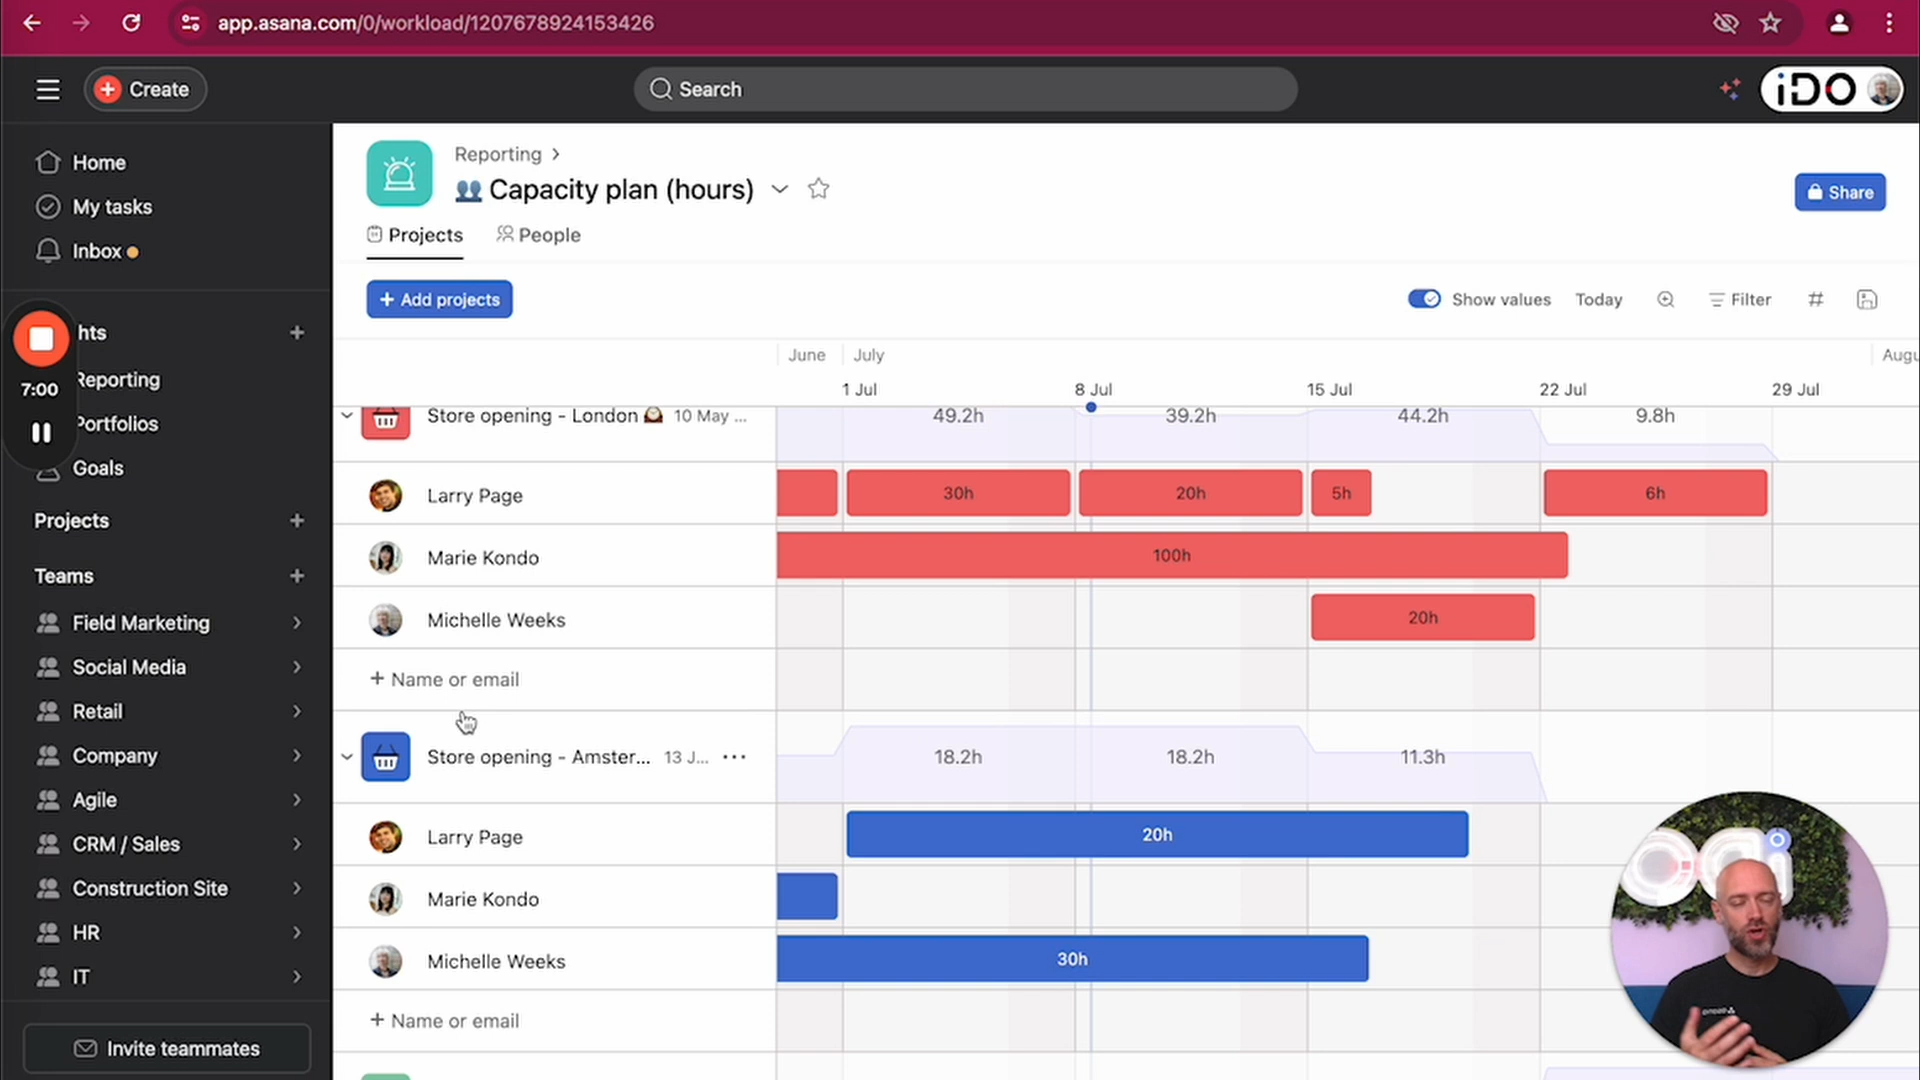 app.asana.com/0/workload/1207678924153426
Create
Search
iDO
Home
My tasks
Inbox
hts
Reporting
Portfolios
Goals
7:00
Projects
Teams
Field Marketing
Social Media
Retail
Company
Agile
CRM / Sales
Construction Site
HR
IT
Invite teammates
Reporting
Capacity plan (hours)
Share
Projects
People
+ Add projects
Show values
Today
Filter
#
June
July
Augu
1 Jul
8 Jul
15 Jul
22 Jul
29 Jul
Store opening - London 10 May ...
49.2h
39.2h
44.2h
9.8h
Larry Page
30h
20h
5h
6h
Marie Kondo
100h
Michelle Weeks
20h
+ Name or email
Store opening - Amster... 13 J... ...
18.2h
18.2h
11.3h
Larry Page
20h
Marie Kondo
Michelle Weeks
30h
+ Name or email